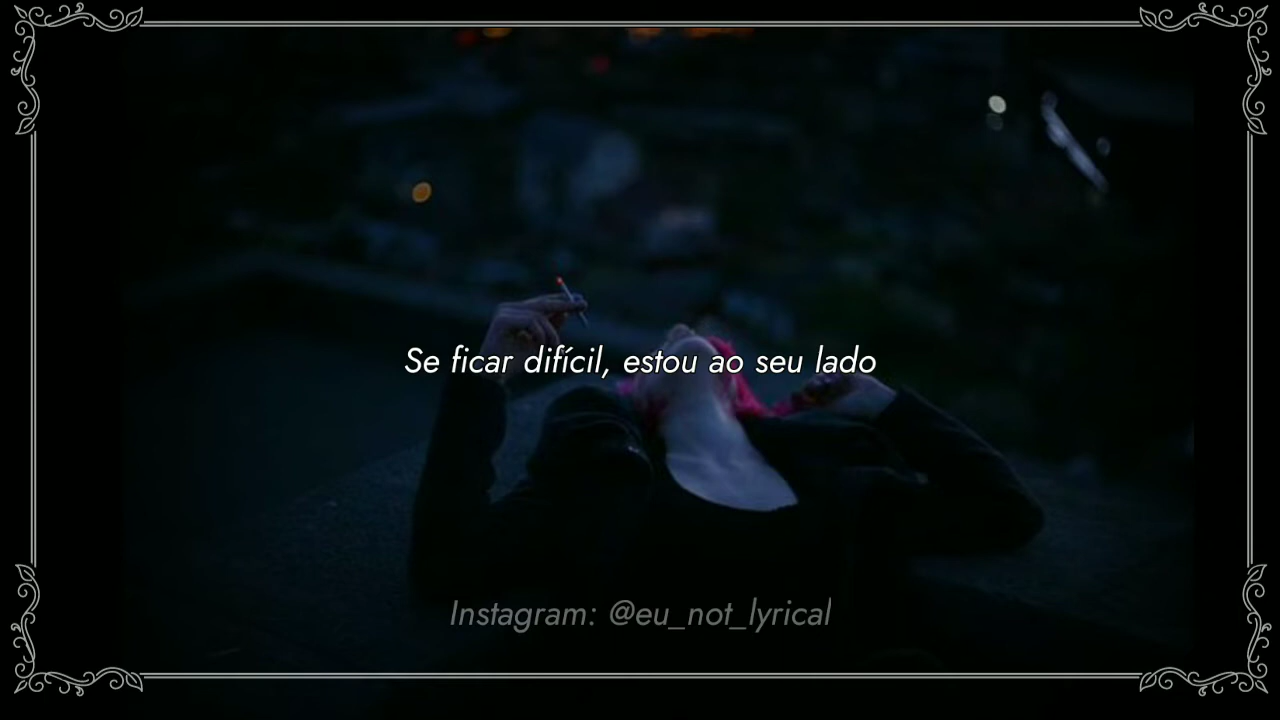 Se ficar difícil, estou ao seu lado
Instagram: @eu_not_lyrical